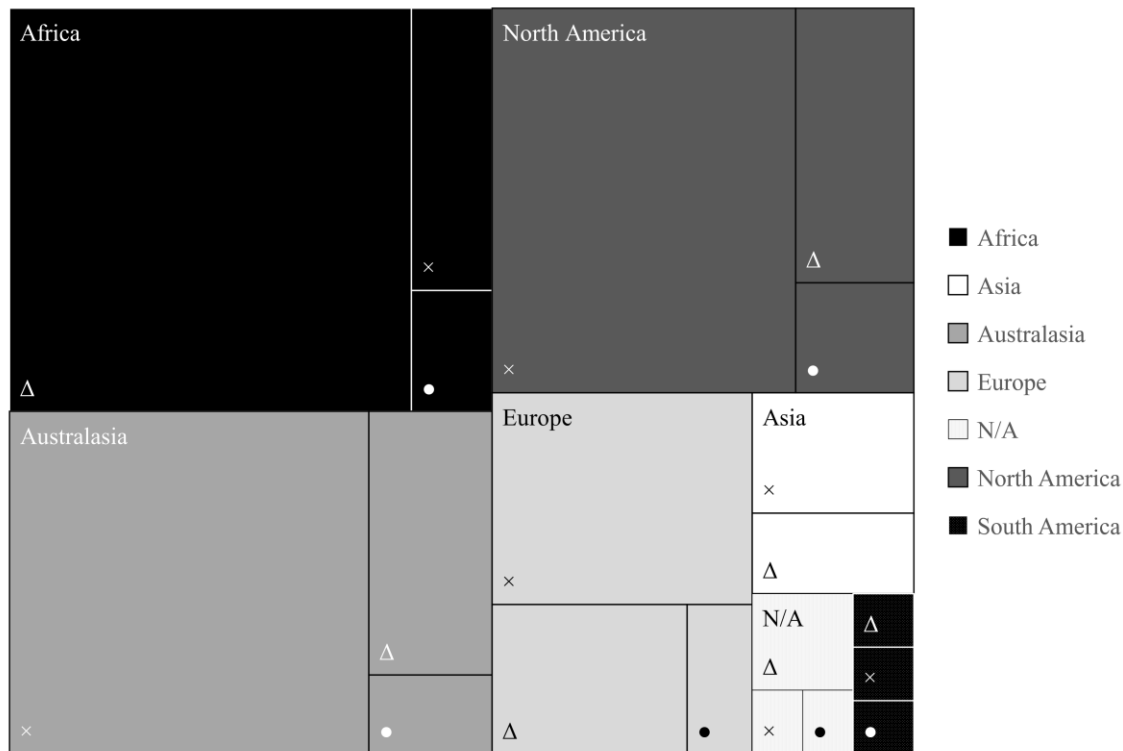 Africa
×
Δ
●
North America
Δ
×
●
Australasia
Δ
×
●
Europe
×
Δ
●
Asia
×
Δ
N/A
Δ
×
●
Δ
×
●
Africa
Asia
Australasia
Europe
N/A
North America
South America